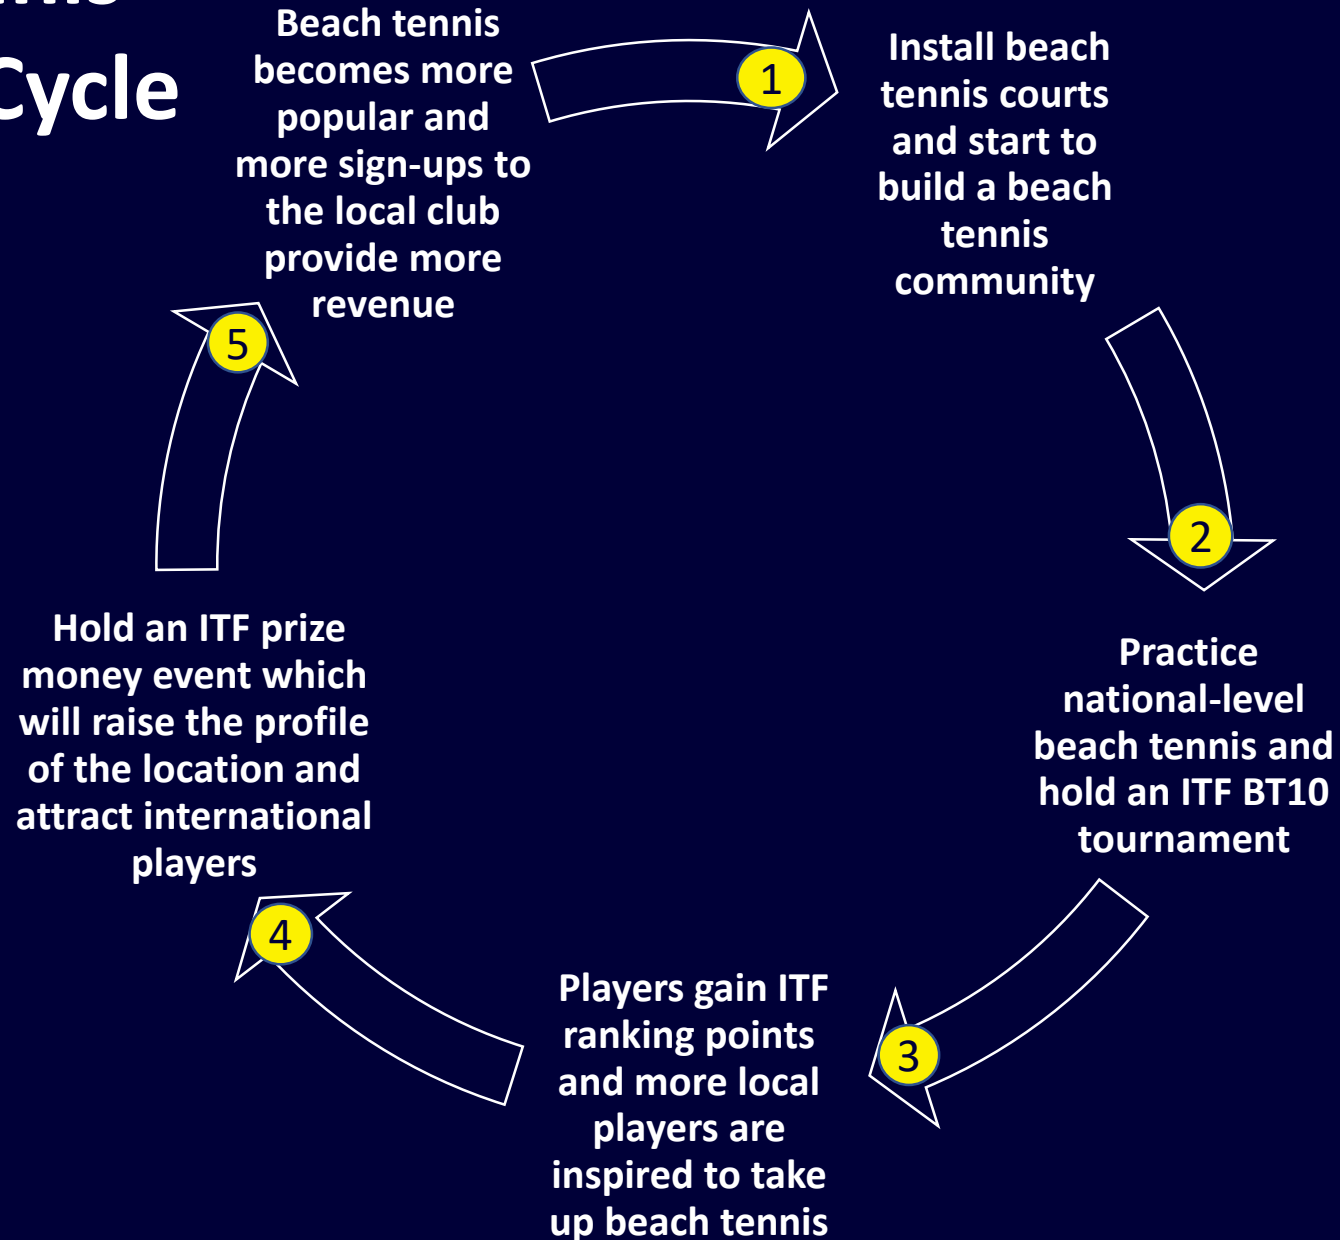 Cycle
Beach tennis
becomes more
popular and
more sign-ups to
the local club
provide more
revenue
1
Install beach
tennis courts
and start to
build a beach
tennis
community
2
Practice
national-level
beach tennis and
hold an ITF BT10
tournament
3
Players gain ITF
ranking points
and more local
players are
inspired to take
up beach tennis
4
Hold an ITF prize
money event which
will raise the profile
of the location and
attract international
players
5